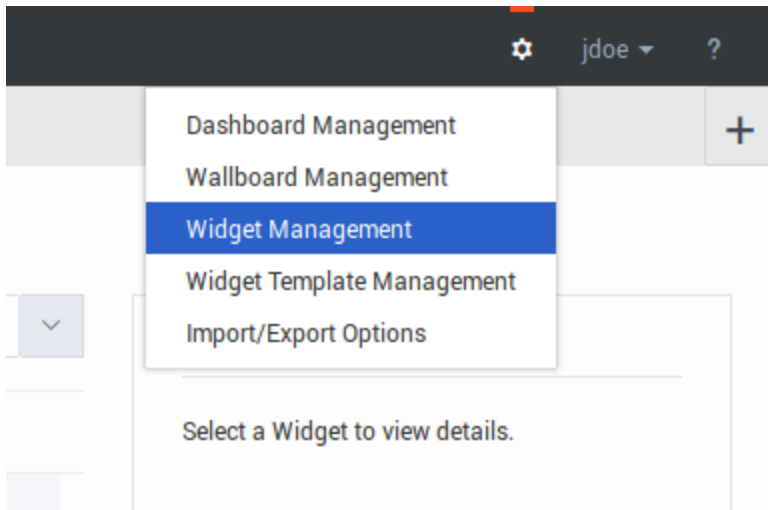 jdoe ?
Dashboard Management
Wallboard Management
Widget Management
Widget Template Management
Import/Export Options
Select a Widget to view details.